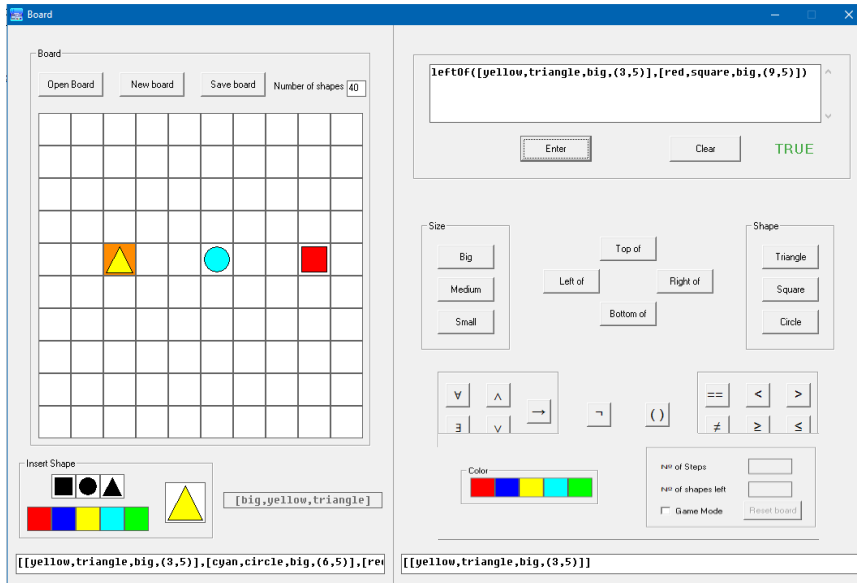 Board
Board
Open Board
New board
Save board
Number of shapes
40
leftOf([yellow,triangle,big,(3,5)],[red,square,big,(9,5)])
Enter
Clear
TRUE
Size
Big
Medium
Small
Top of
Left of
Right of
Bottom of
Shape
Triangle
Square
Circle
∀ ∧ → ¬ () == < >
∃ ∨ ≠ ≥ ≤
Insert Shape
[big,yellow,triangle]
Color
Nº of Steps
Nº of shapes left
Game Mode
Reset board
[[yellow,triangle,big,(3,5)],[cyan,circle,big,(6,5)],[re
[[yellow,triangle,big,(3,5)]]